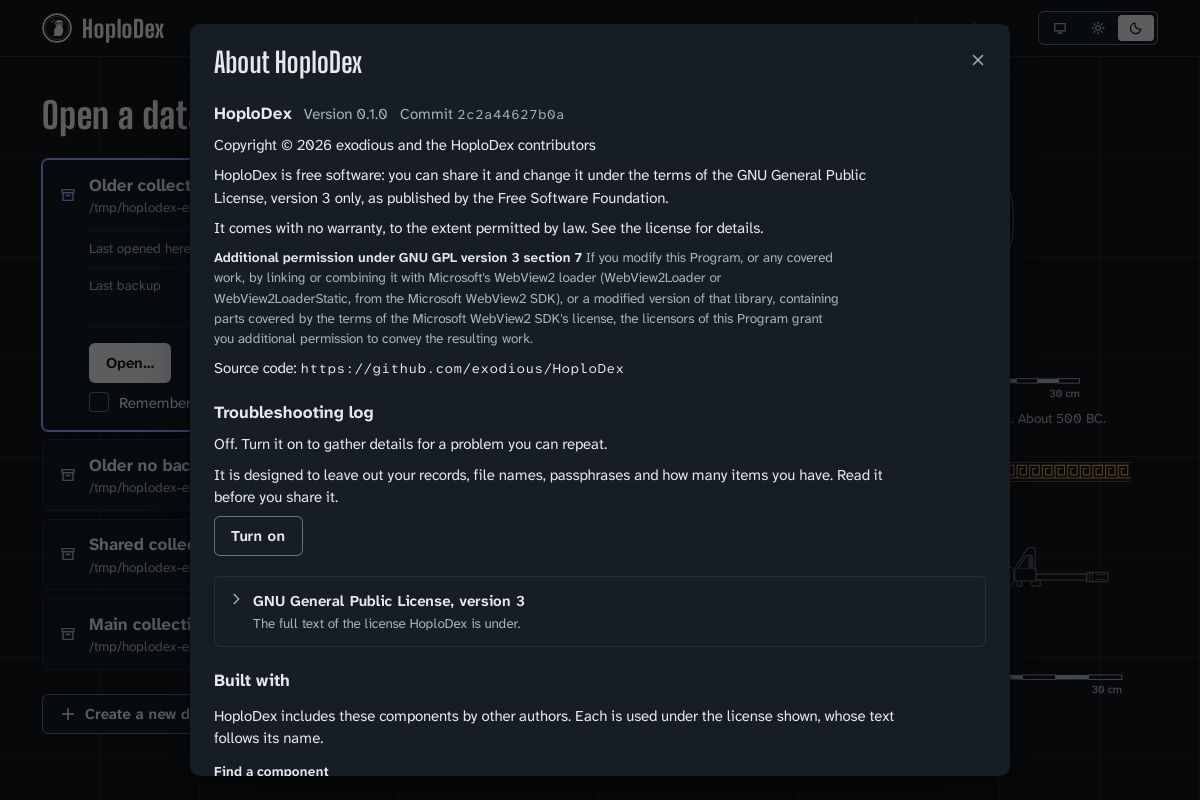 HoploDex
About HoploDex
HoploDex Version 0.1.0 Commit 2c2a44627b0a
Copyright © 2026 exodious and the HoploDex contributors
HoploDex is free software: you can share it and change it under the terms of the GNU General Public
License, version 3 only, as published by the Free Software Foundation.
It comes with no warranty, to the extent permitted by law. See the license for details.
Additional permission under GNU GPL version 3 section 7 If you modify this Program, or any covered
work, by linking or combining it with Microsoft's WebView2 loader (WebView2Loader or
WebView2LoaderStatic, from the Microsoft WebView2 SDK), or a modified version of that library, containing
parts covered by the terms of the Microsoft WebView2 SDK's license, the licensors of this Program grant
you additional permission to convey the resulting work.
Source code: https://github.com/exodious/HoploDex
Troubleshooting log
Off. Turn it on to gather details for a problem you can repeat.
It is designed to leave out your records, file names, passphrases and how many items you have. Read it
before you share it.
Turn on
GNU General Public License, version 3
The full text of the license HoploDex is under.
Built with
HoploDex includes these components by other authors. Each is used under the license shown, whose text
follows its name.
Find a component
Open a dat
Older collect
/tmp/hoplodex-e
Last opened here
Last backup
Open...
Remember
Older no bac
/tmp/hoplodex-e
Shared colle
/tmp/hoplodex-e
Main collecti
/tmp/hoplodex-e
Create a new d
30 cm
. About 500 BC.
30 cm